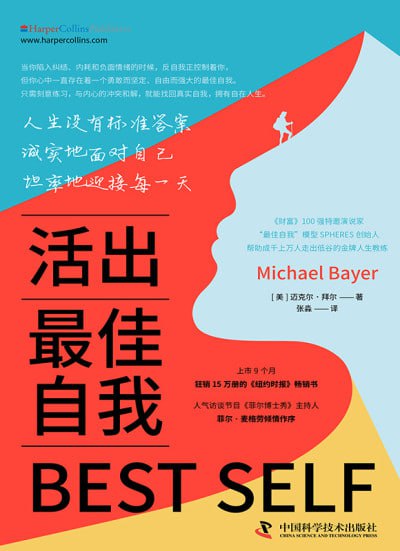 HarperCollins Publishers
www.harpercollins.com
当你陷入纠结、内耗和负面情绪的时候，反自我正控制着你。
但你心中一直存在着一个勇敢而坚定、自由而强大的最佳自我。
只需刻意练习，与内心的冲突和解，就能找回真实自我，拥有自在人生。
人生没有标准答案
诚实地面对自己
坦率地迎接每一天
《财富》100 强特邀演说家
“最佳自我”模型 SPHERES 创始人
帮助成千上万人走出低谷的金牌人生教练
Michael Bayer
[ 美 ] 迈克尔·拜尔 —— 著
张淼 —— 译
活出
最佳
自我
上市 9 个月
狂销 15 万册的《纽约时报》畅销书
人气访谈节目《菲尔博士秀》主持人
菲尔·麦格劳倾情作序
BEST SELF
中国科学技术出版社
CHINA SCIENCE AND TECHNOLOGY PRESS